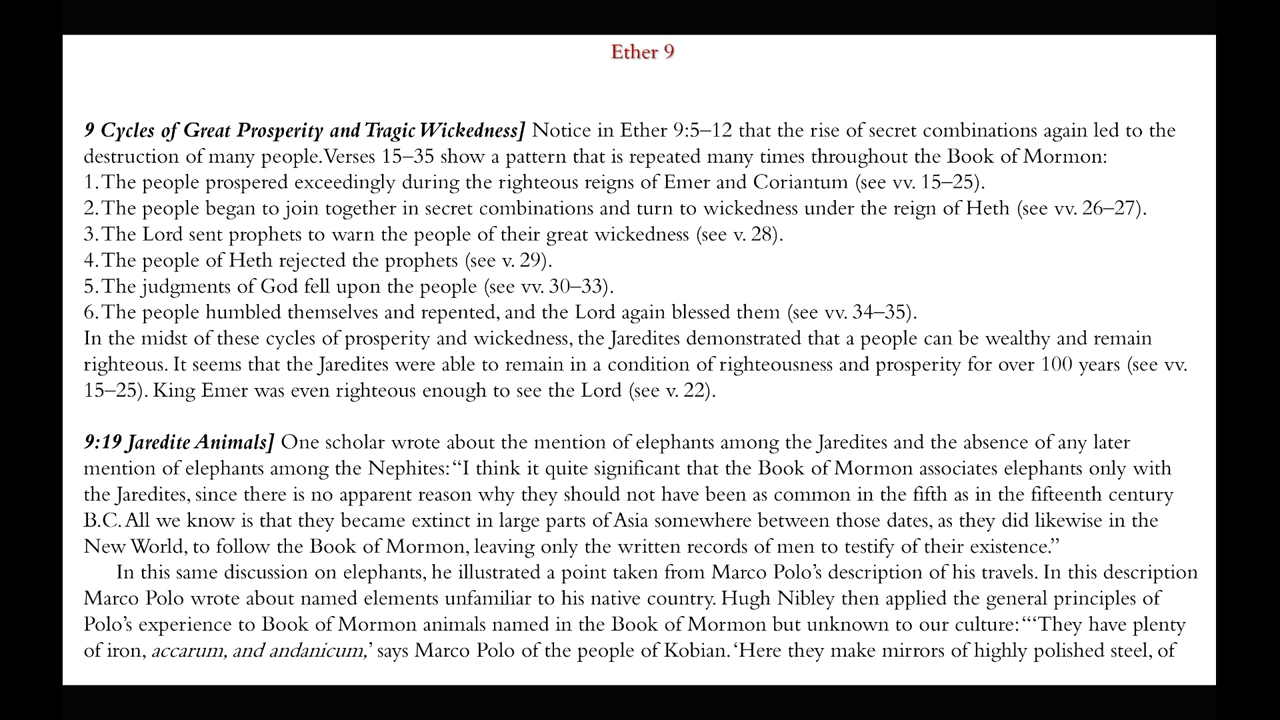 Ether 9
9 Cycles of Great Prosperity and Tragic Wickedness] Notice in Ether 9:5–12 that the rise of secret combinations again led to the
destruction of many people. Verses 15–35 show a pattern that is repeated many times throughout the Book of Mormon:
1. The people prospered exceedingly during the righteous reigns of Emer and Coriantum (see vv. 15–25).
2. The people began to join together in secret combinations and turn to wickedness under the reign of Heth (see vv. 26–27).
3. The Lord sent prophets to warn the people of their great wickedness (see v. 28).
4. The people of Heth rejected the prophets (see v. 29).
5. The judgments of God fell upon the people (see vv. 30–33).
6. The people humbled themselves and repented, and the Lord again blessed them (see vv. 34–35).
In the midst of these cycles of prosperity and wickedness, the Jaredites demonstrated that a people can be wealthy and remain
righteous. It seems that the Jaredites were able to remain in a condition of righteousness and prosperity for over 100 years (see vv.
15–25). King Emer was even righteous enough to see the Lord (see v. 22).
9:19 Jaredite Animals] One scholar wrote about the mention of elephants among the Jaredites and the absence of any later
mention of elephants among the Nephites: “I think it quite significant that the Book of Mormon associates elephants only with
the Jaredites, since there is no apparent reason why they should not have been as common in the fifth as in the fifteenth century
B.C. All we know is that they became extinct in large parts of Asia somewhere between those dates, as they did likewise in the
New World, to follow the Book of Mormon, leaving only the written records of men to testify of their existence.”
In this same discussion on elephants, he illustrated a point taken from Marco Polo’s description of his travels. In this description
Marco Polo wrote about named elements unfamiliar to his native country. Hugh Nibley then applied the general principles of
Polo’s experience to Book of Mormon animals named in the Book of Mormon but unknown to our culture: “‘They have plenty
of iron, accarum, and andanicum,’ says Marco Polo of the people of Kobian. ‘Here they make mirrors of highly polished steel, of